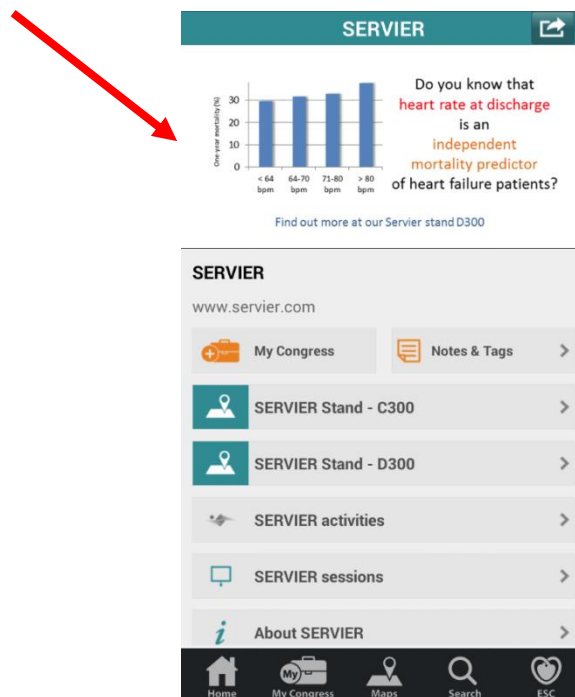 SERVIER
One-year mortality (%)
30
20
10
0
< 64 64-70 71-80 > 80
bpm bpm bpm bpm
Do you know that
heart rate at discharge
is an
independent
mortality predictor
of heart failure patients?
Find out more at our Servier stand D300
SERVIER
www.servier.com
My Congress Notes & Tags
SERVIER Stand - C300
SERVIER Stand - D300
SERVIER activities
SERVIER sessions
i About SERVIER
My
Home My Congress Maps Search ESC